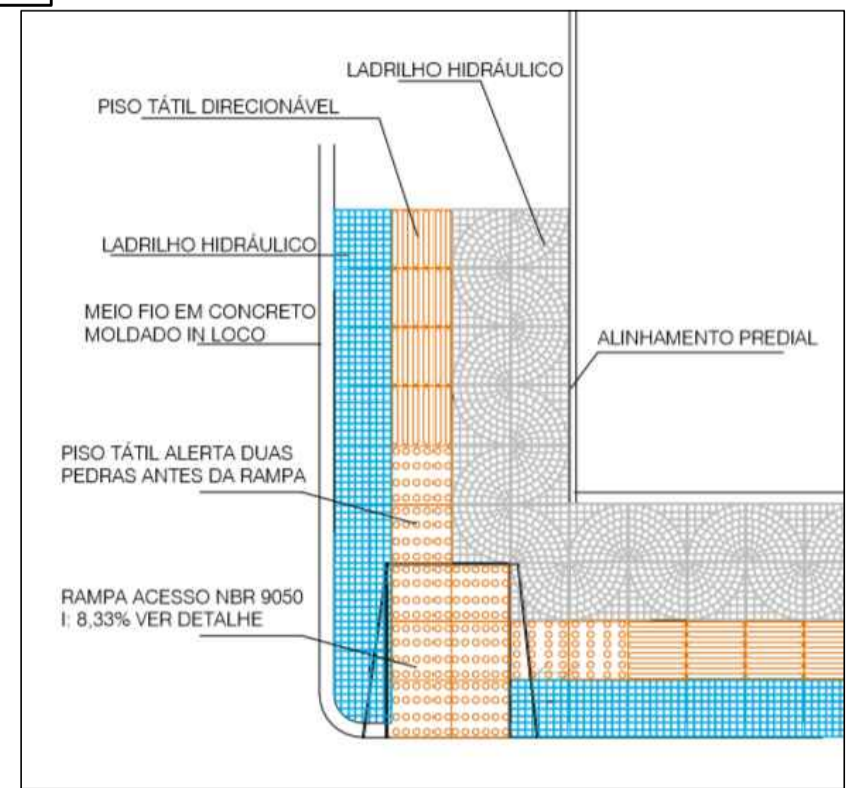 LADRILHO HIDRÁULICO
PISO TÁTIL DIRECIONÁVEL
LADRILHO HIDRÁULICO
MEIO FIO EM CONCRETO
MOLDADO IN LOCO
ALINHAMENTO PREDIAL
PISO TÁTIL ALERTA DUAS
PEDRAS ANTES DA RAMPA
RAMPA ACESSO NBR 9050
I: 8,33% VER DETALHE